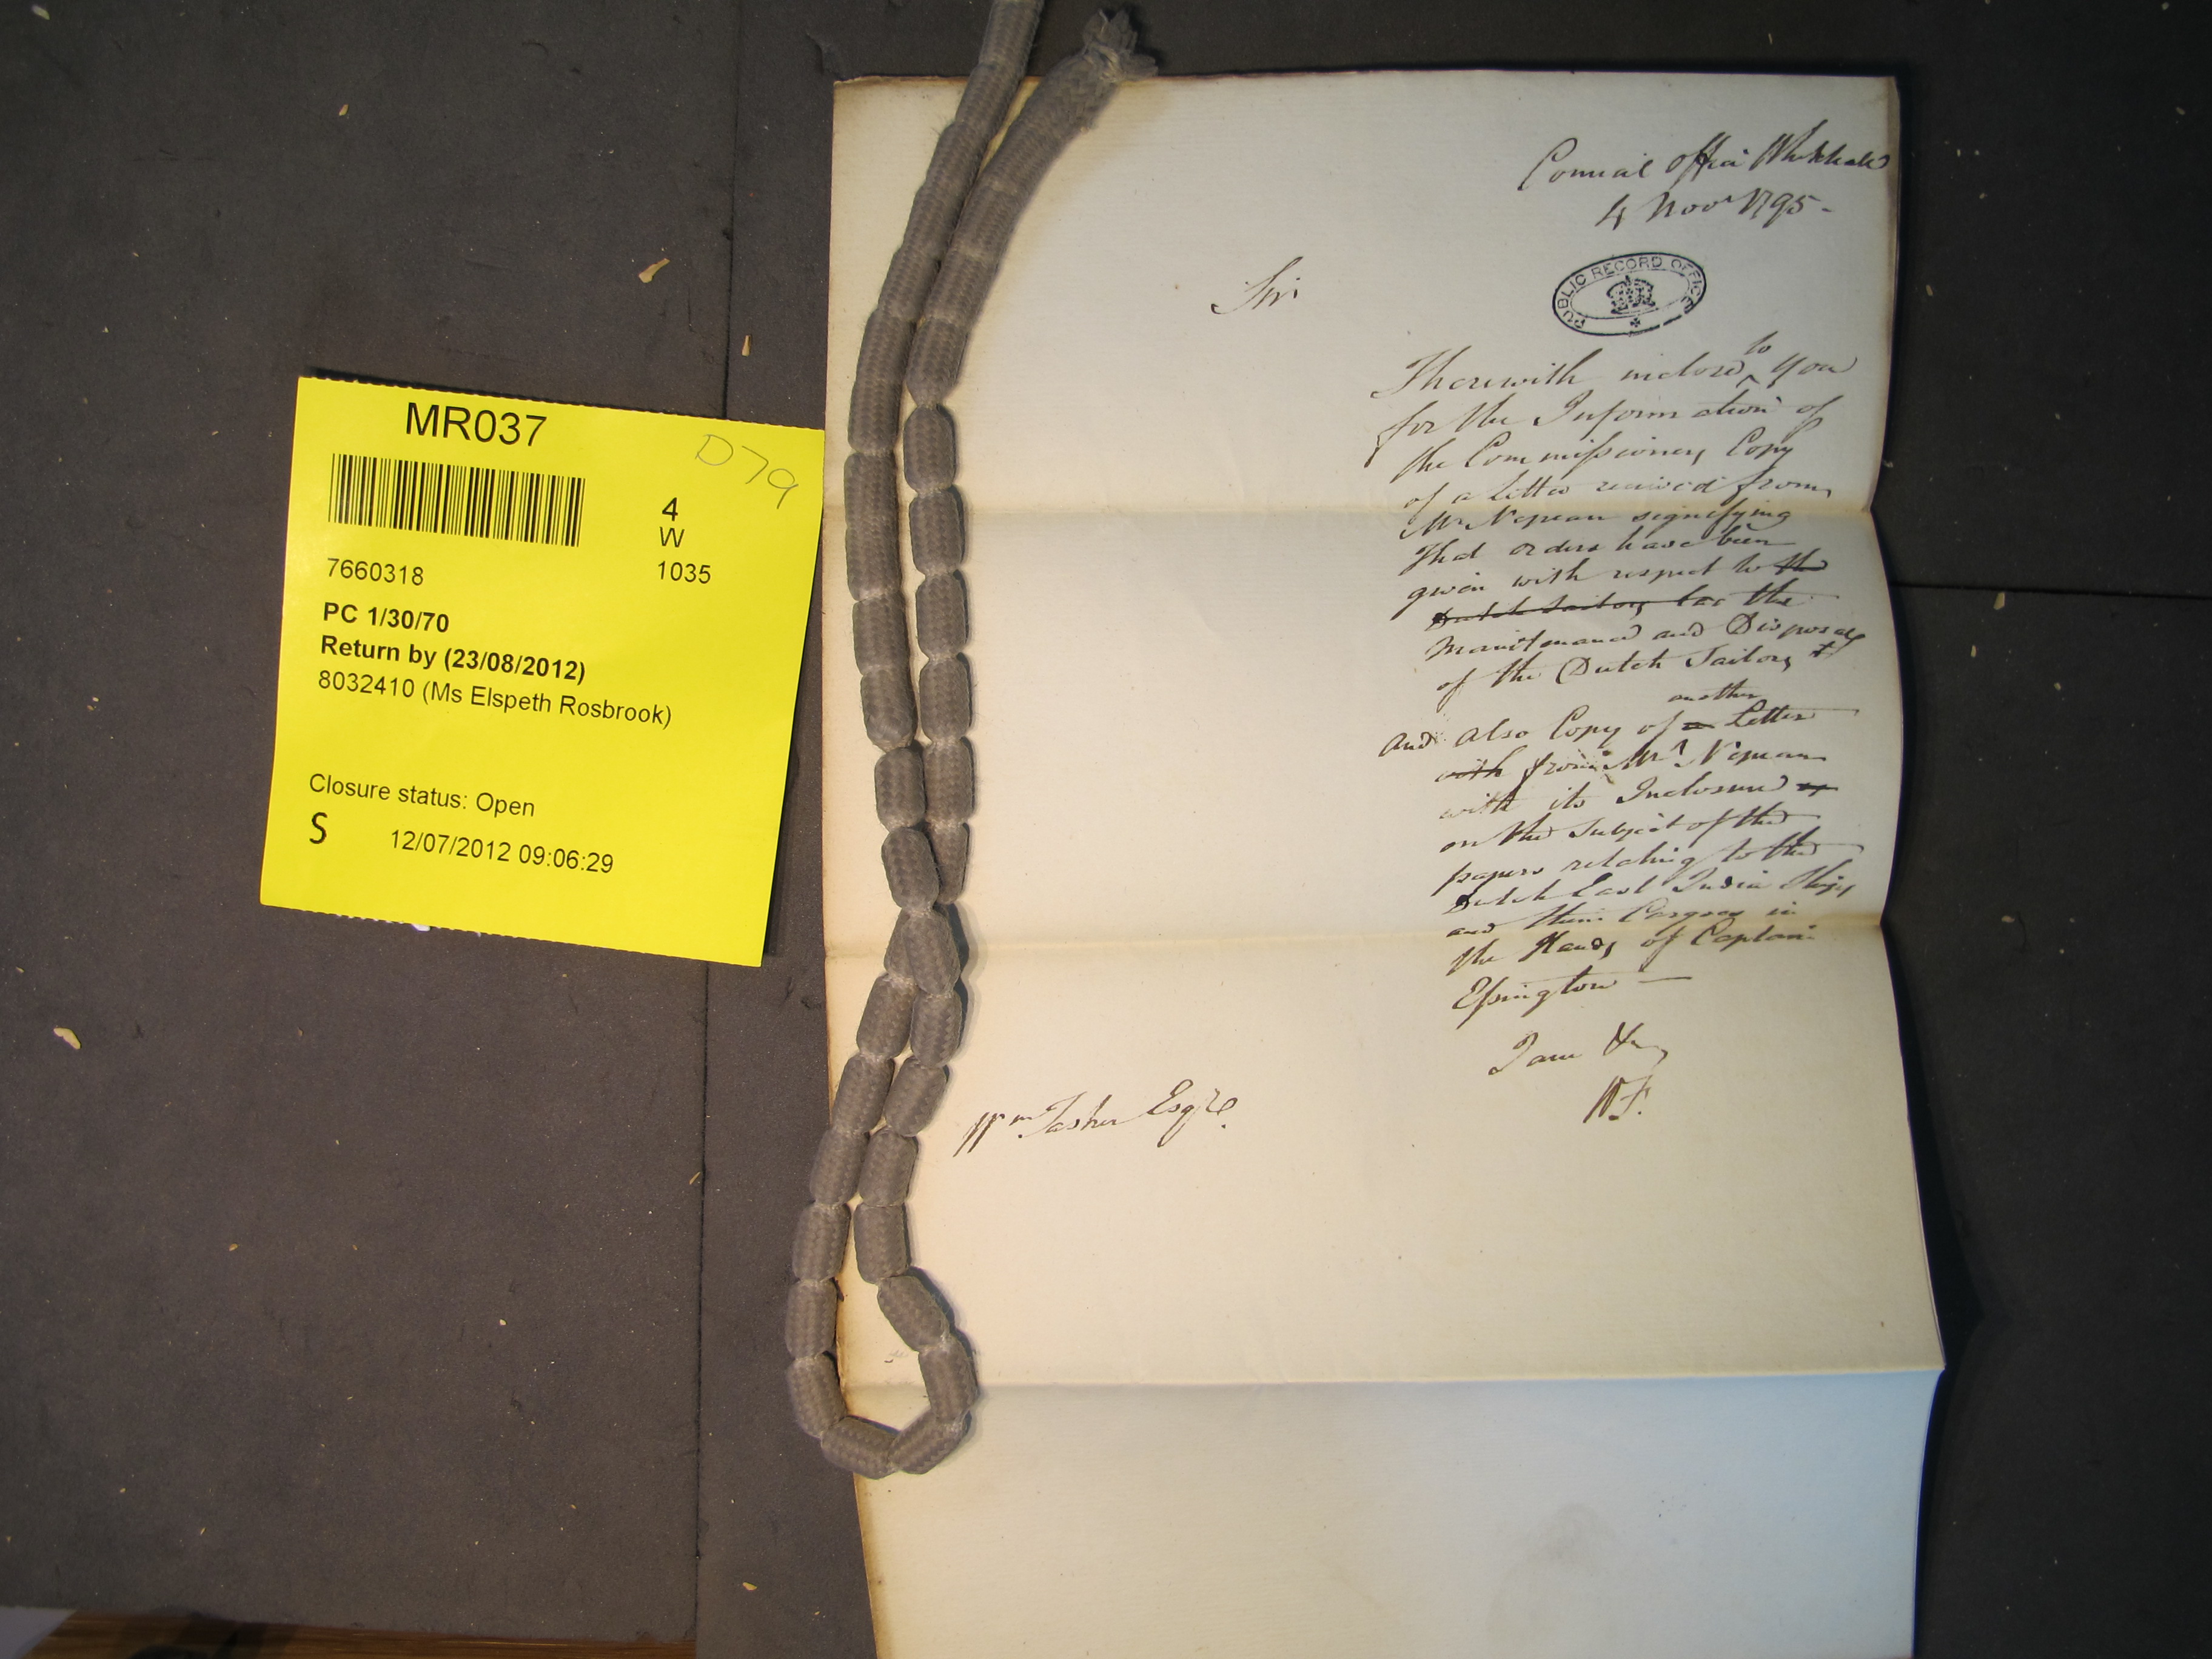 MR037
D79
4
W
7660318
1035
PC 1/30/70
Return by (23/08/2012)
8032410 (Ms Elspeth Rosbrook)
Closure status: Open
S
12/07/2012 09:06:29
Council Office Whitehall
4 Novr 1795 -
PUBLIC RECORD OFFICE
Sir
I herewith inclose to you
for the Information of
the Commissioners Copy
of a Letter received from
Mr Nepean signifying
that orders have been
given with respect to the
Dutch Sailors the
Maintenance and Disposal
of the Dutch Sailors
and also Copy of a another Letter
with from Mr Nepean
with its Inclosure
on the Subject of the
papers relating to the
Dutch East India Ships
and their Cargoes in
the Hands of Captain
Essington —
I am &c
W F.
Wm Tasker Esqre